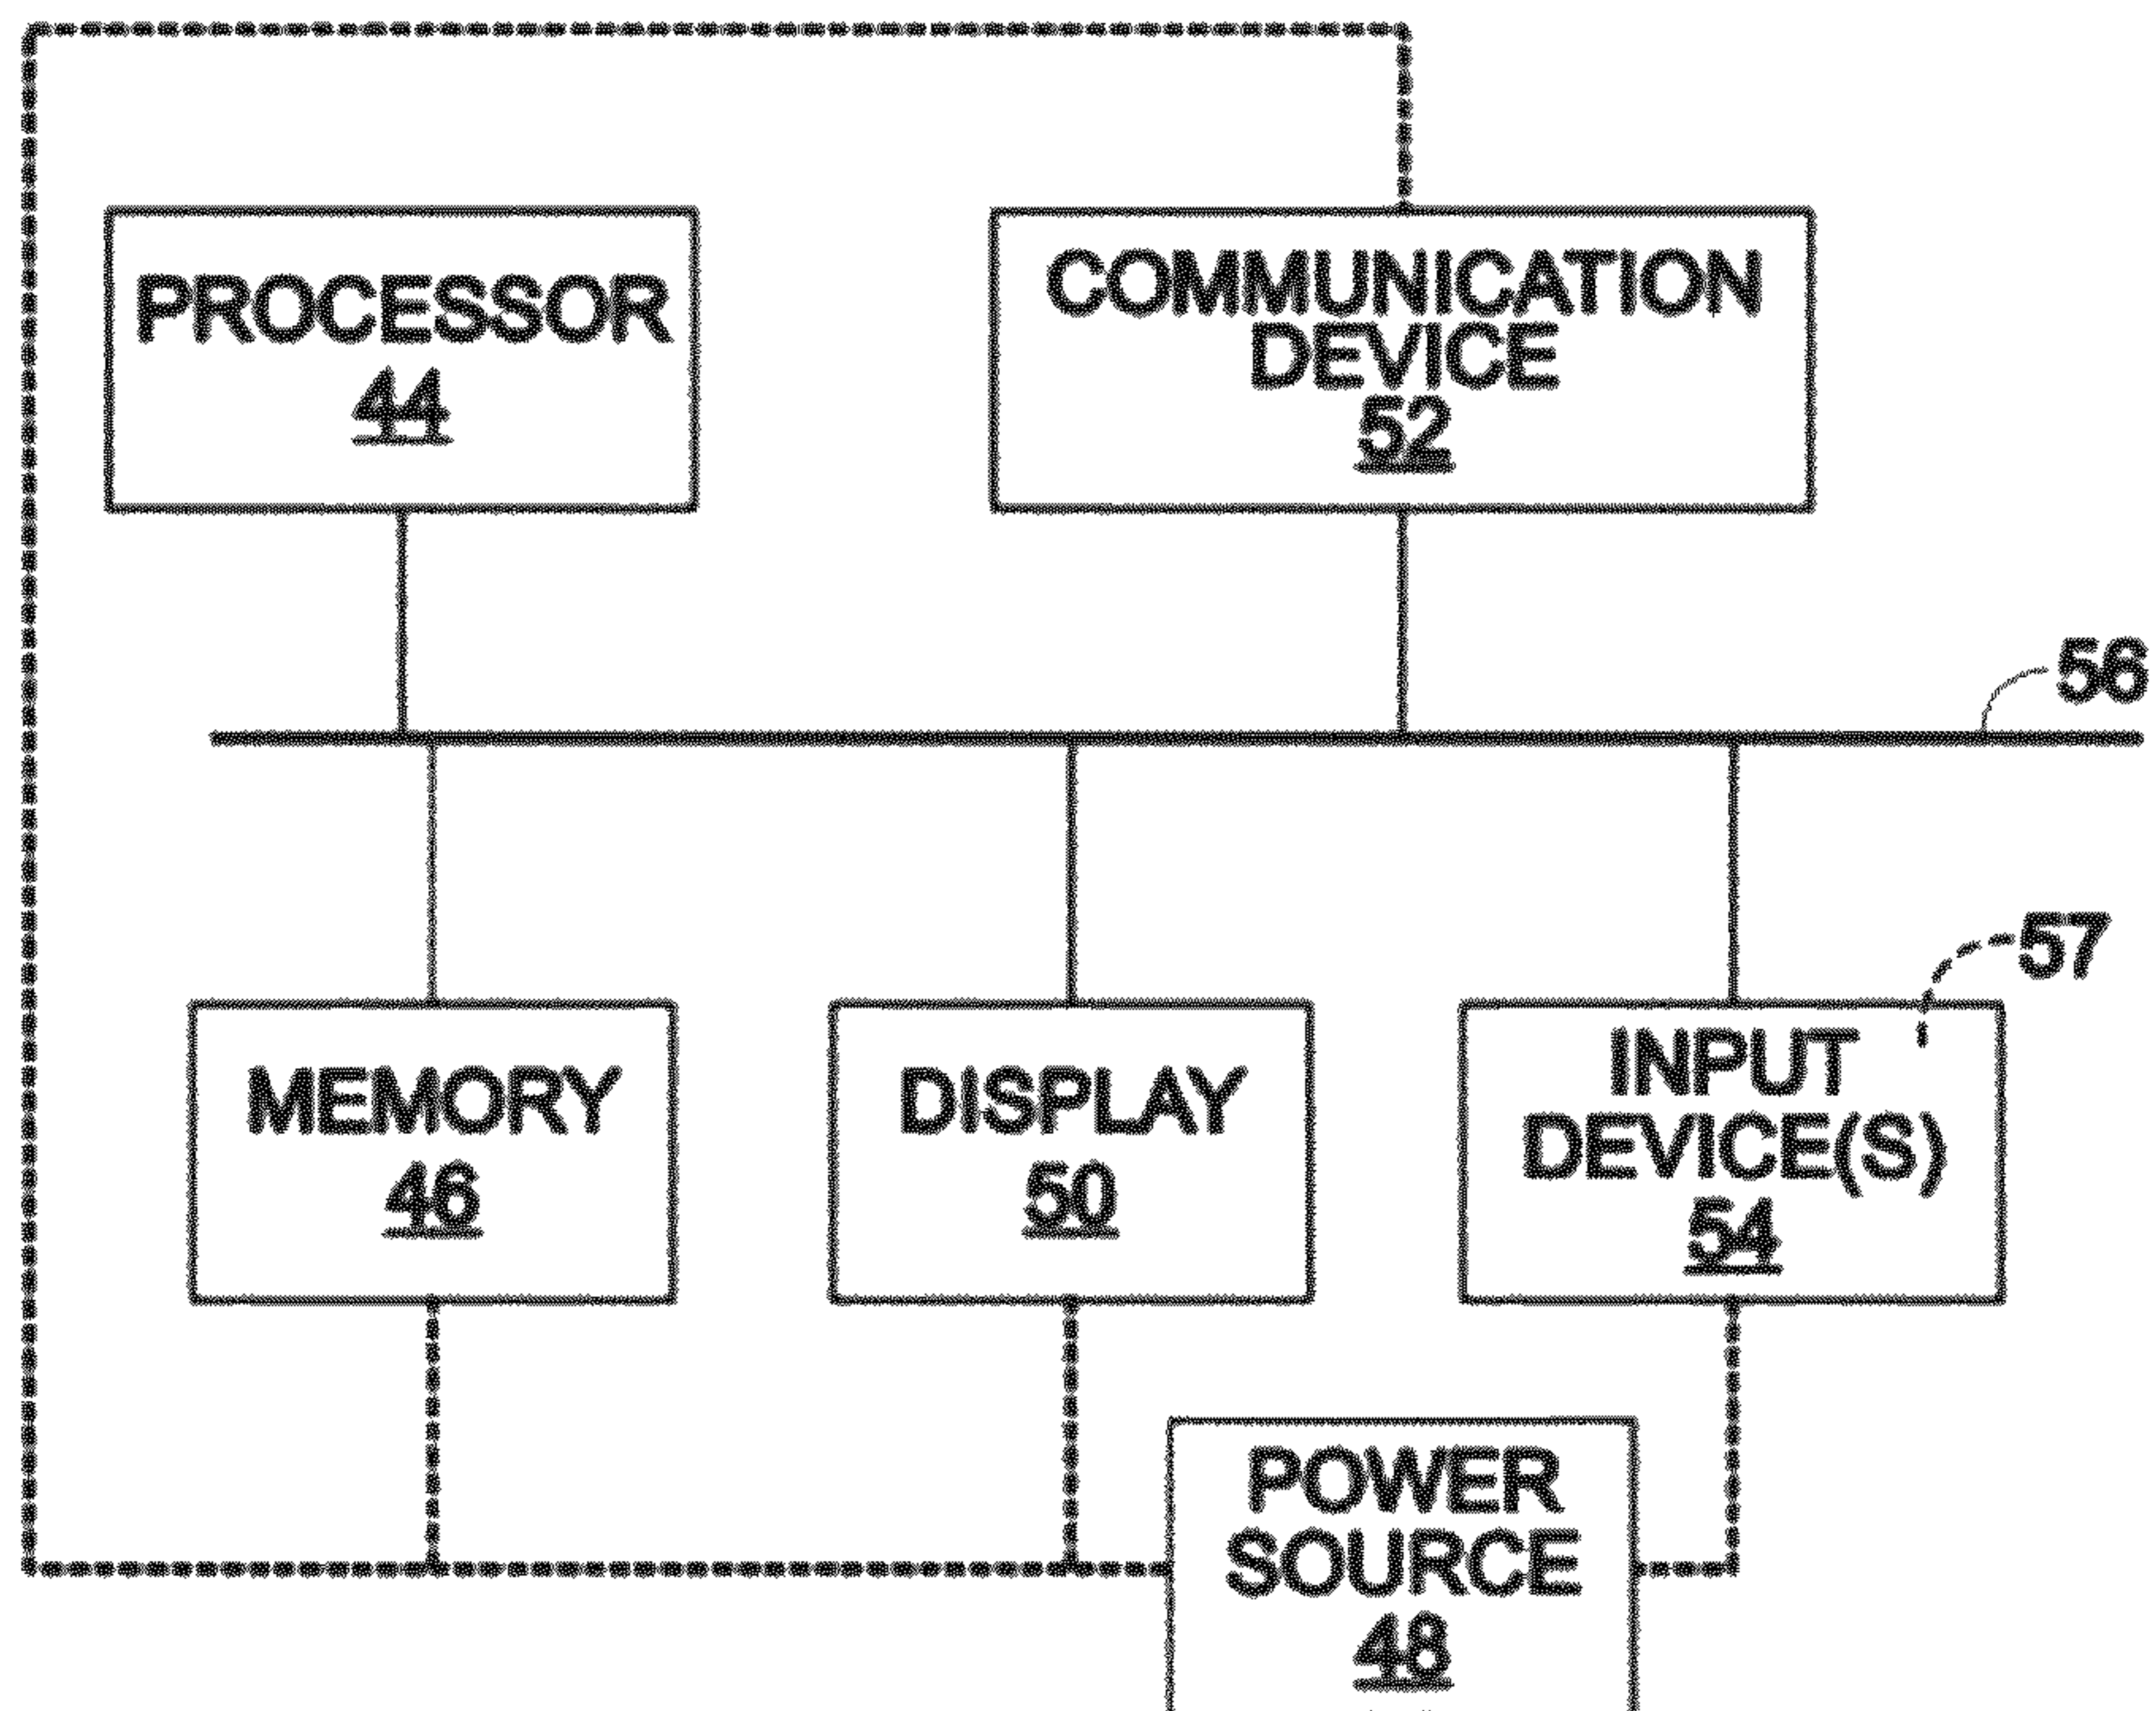 PROCESSOR
44
COMMUNICATION
DEVICE
52
56
57
MEMORY
46
DISPLAY
50
INPUT
DEVICE(S)
54
POWER
SOURCE
48